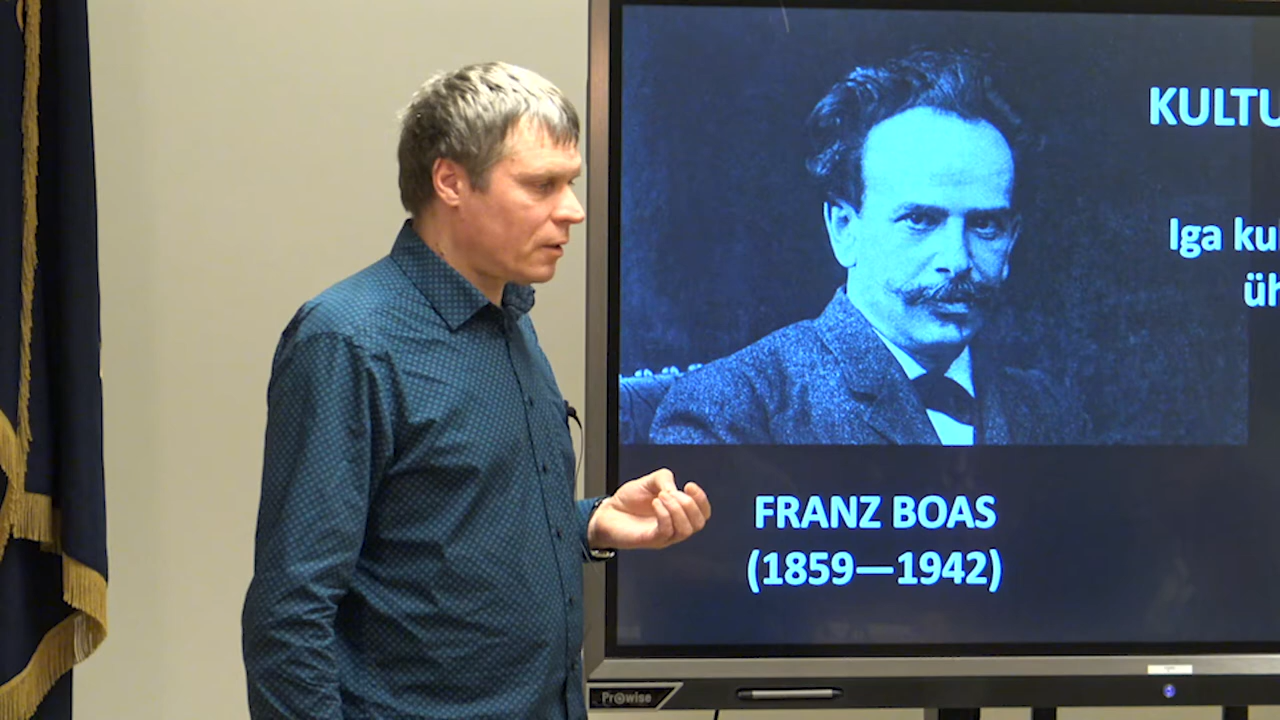 KULTU
Iga ku
üh
FRANZ BOAS
(1859—1942)
Prowise